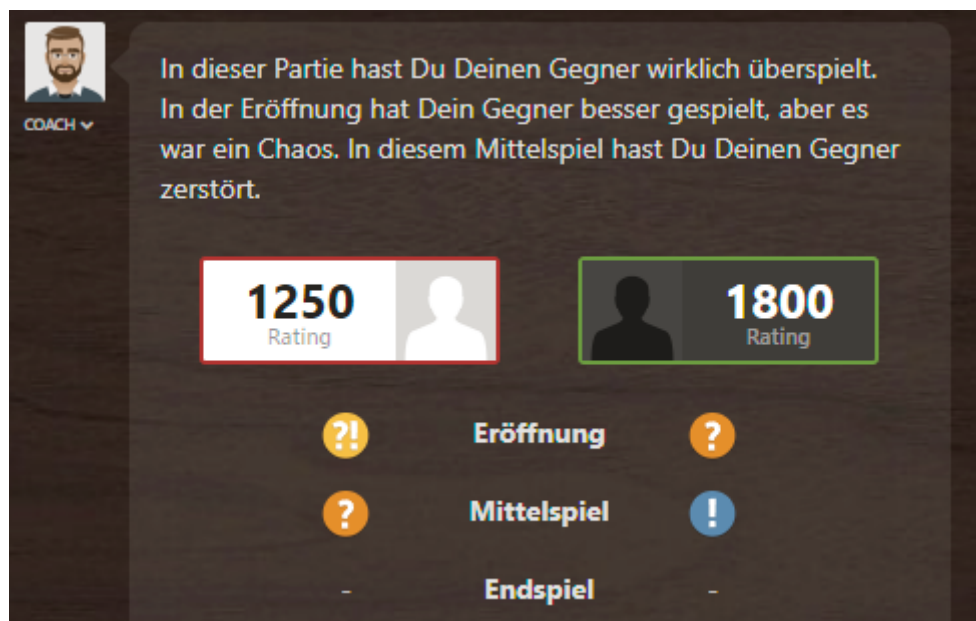 In dieser Partie hast Du Deinen Gegner wirklich überspielt.
In der Eröffnung hat Dein Gegner besser gespielt, aber es
war ein Chaos. In diesem Mittelspiel hast Du Deinen Gegner
zerstört.
COACH
1250
Rating
1800
Rating
?! Eröffnung ?
? Mittelspiel !
- Endspiel -